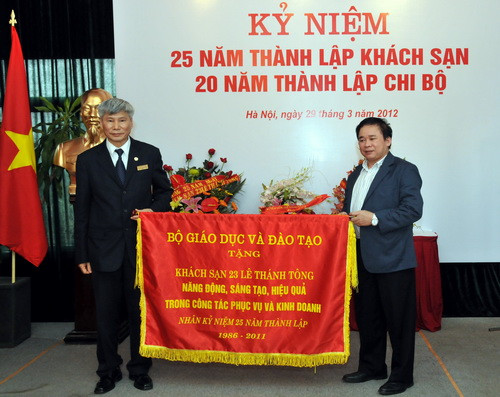 KỶ NIỆM
25 NĂM THÀNH LẬP KHÁCH SẠN
20 NĂM THÀNH LẬP CHI BỘ
Hà Nội, ngày 29 tháng 3 năm 2012
BỘ GIÁO DỤC VÀ ĐÀO TẠO
TẶNG
KHÁCH SẠN 23 LÊ THÁNH TÔNG
NĂNG ĐỘNG, SÁNG TẠO, HIỆU QUẢ
TRONG CÔNG TÁC PHỤC VỤ VÀ KINH DOANH
NHÂN KỶ NIỆM 25 NĂM THÀNH LẬP
1986 - 2011